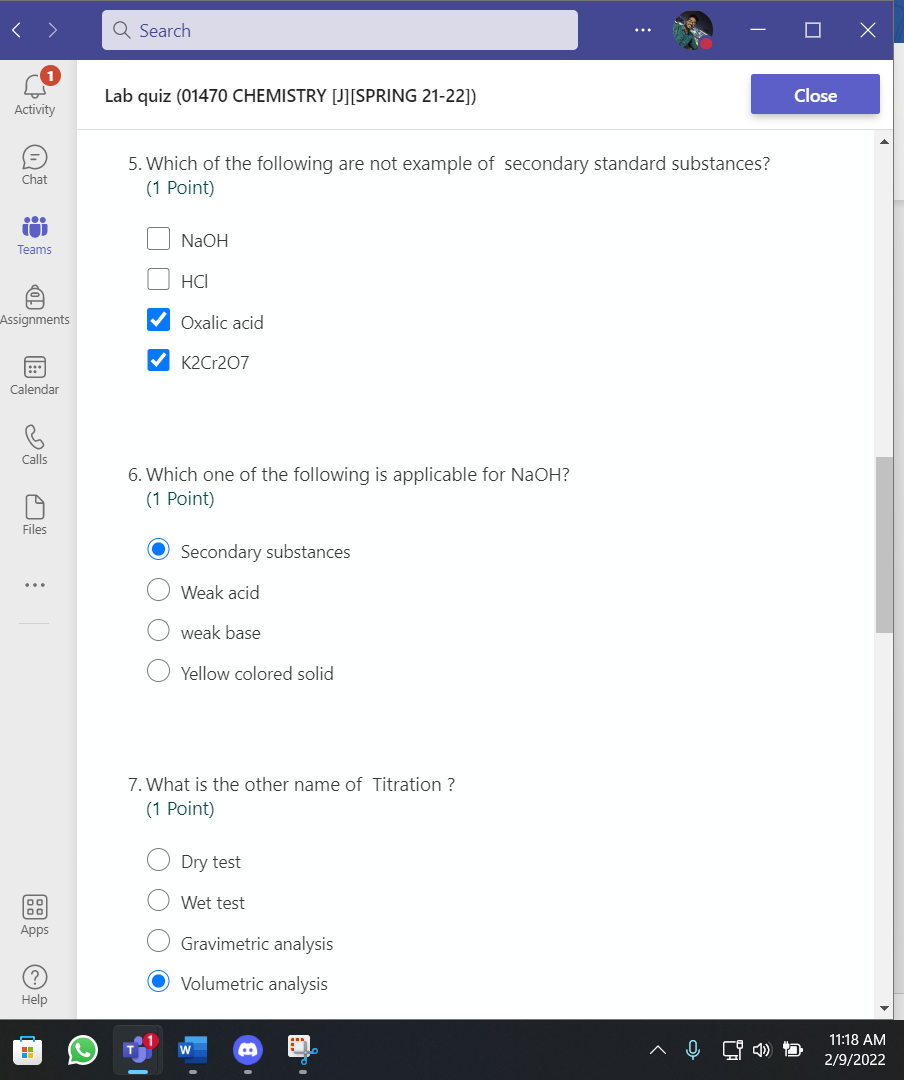 Search
...
1
Activity
Chat
Teams
Assignments
Calendar
Calls
Files
...
Apps
Help
Lab quiz (01470 CHEMISTRY [J][SPRING 21-22])
Close
5. Which of the following are not example of  secondary standard substances?
(1 Point)
NaOH
HCl
Oxalic acid
K2Cr2O7
6. Which one of the following is applicable for NaOH?
(1 Point)
Secondary substances
Weak acid
weak base
Yellow colored solid
7. What is the other name of  Titration ?
(1 Point)
Dry test
Wet test
Gravimetric analysis
Volumetric analysis
T
1
W
11:18 AM
2/9/2022